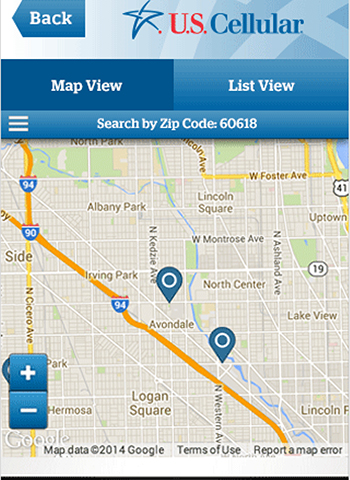 Back
U.S. Cellular
Map View
List View
Search by Zip Code: 60618
North Park
Lincoln Ave
94
W Foster Ave
41
Albany Park
Lincoln
Square
Uptown
90
N Kedzie Ave
W Montrose Ave
N Ashland Ave
Side
19
Irving Park
North Center
N Cicero Ave
94
Lake View
Avondale
Park
Logan
Square
N Western Ave
Hermosa
Lincoln P
+
−
Google
Map data ©2014 Google
Terms of Use
Report a map error